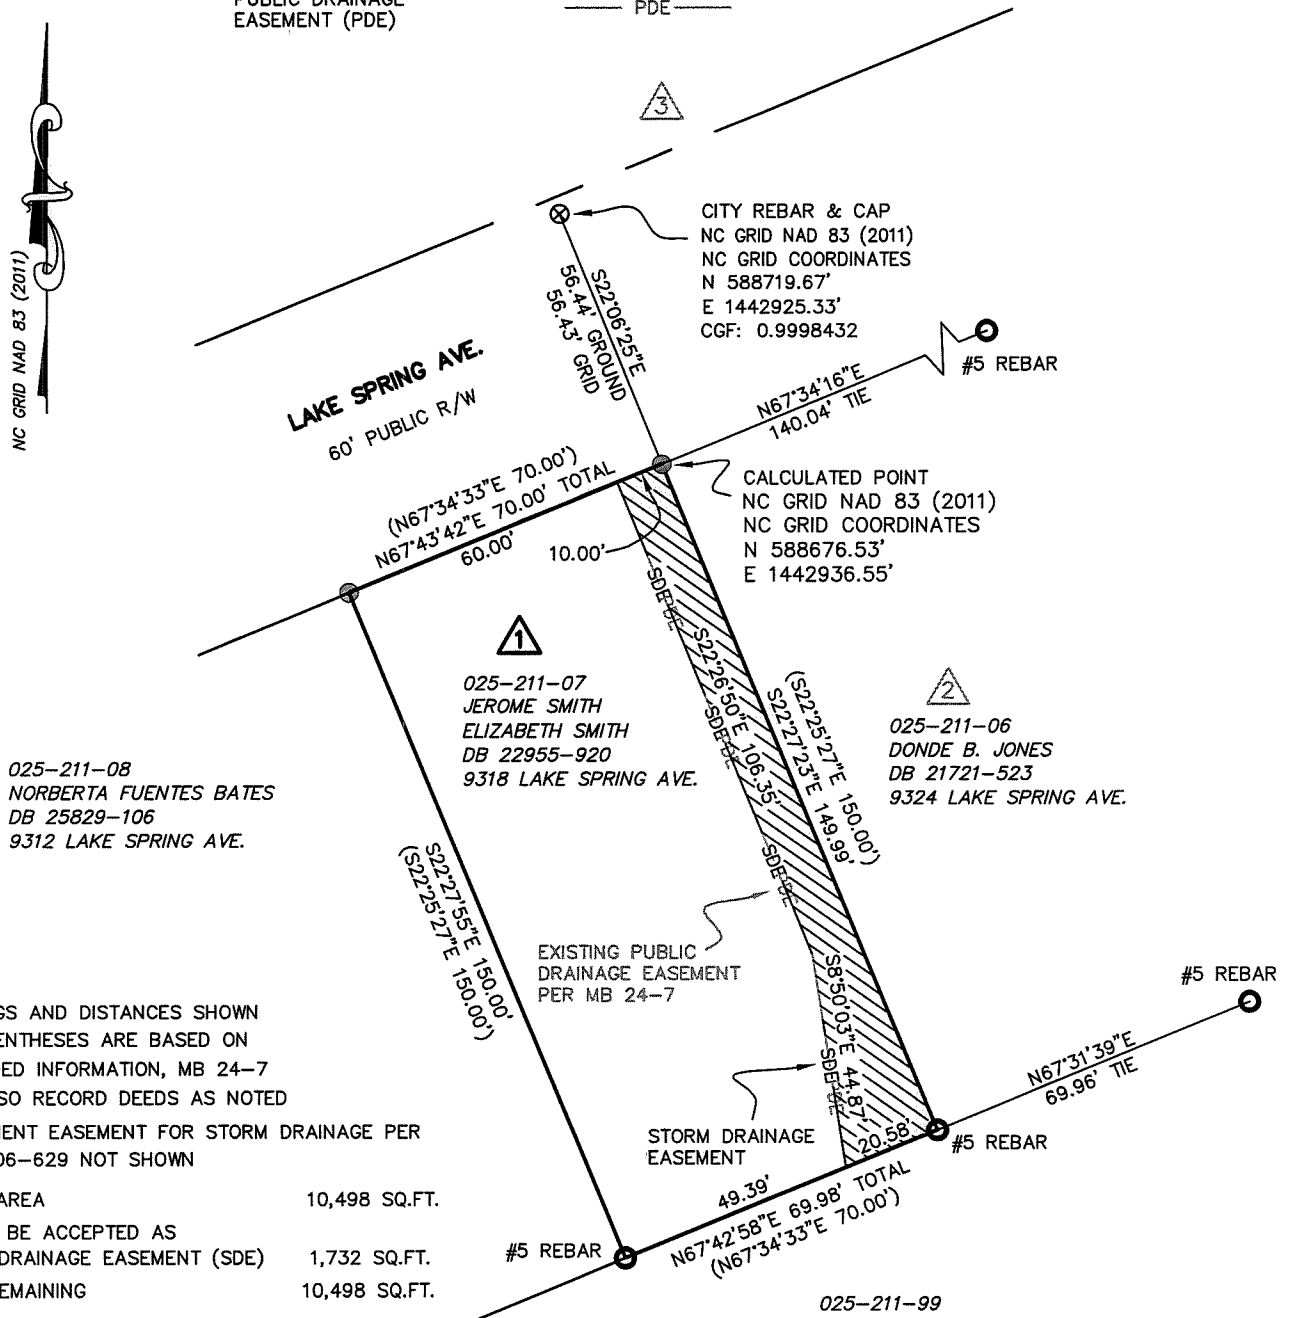 PUBLIC DRAINAGE
EASEMENT (PDE)
PDE
3
NC GRID NAD 83 (2011)
CITY REBAR & CAP
NC GRID NAD 83 (2011)
NC GRID COORDINATES
N 588719.67'
E 1442925.33'
CGF: 0.9998432
S22°06'25"E
56.44' GROUND
56.43' GRID
#5 REBAR
N67°34'16"E
140.04' TIE
LAKE SPRING AVE.
60' PUBLIC R/W
(N67°34'33"E 70.00')
N67°43'42"E 70.00' TOTAL
60.00'
10.00'
CALCULATED POINT
NC GRID NAD 83 (2011)
NC GRID COORDINATES
N 588676.53'
E 1442936.55'
1
025-211-07
JEROME SMITH
ELIZABETH SMITH
DB 22955-920
9318 LAKE SPRING AVE.
SDE
SDE
SDE
SDE
S22°26'50"E 106.35'
(S22°25'27"E 150.00')
S22°27'23"E 149.99'
2
025-211-06
DONDE B. JONES
DB 21721-523
9324 LAKE SPRING AVE.
025-211-08
NORBERTA FUENTES BATES
DB 25829-106
9312 LAKE SPRING AVE.
S22°27'55"E 150.00'
(S22°25'27"E 150.00')
EXISTING PUBLIC
DRAINAGE EASEMENT
PER MB 24-7
S8°50'03"E 44.87'
#5 REBAR
N67°31'39"E
69.96' TIE
GS AND DISTANCES SHOWN
ENTHESES ARE BASED ON
ED INFORMATION, MB 24-7
SO RECORD DEEDS AS NOTED
ENT EASEMENT FOR STORM DRAINAGE PER
06-629 NOT SHOWN
STORM DRAINAGE
EASEMENT
20.58'
#5 REBAR
49.39'
N67°42'58"E 69.98' TOTAL
(N67°34'33"E 70.00')
#5 REBAR
AREA 10,498 SQ.FT.
BE ACCEPTED AS
DRAINAGE EASEMENT (SDE) 1,732 SQ.FT.
EMAINING 10,498 SQ.FT.
025-211-99